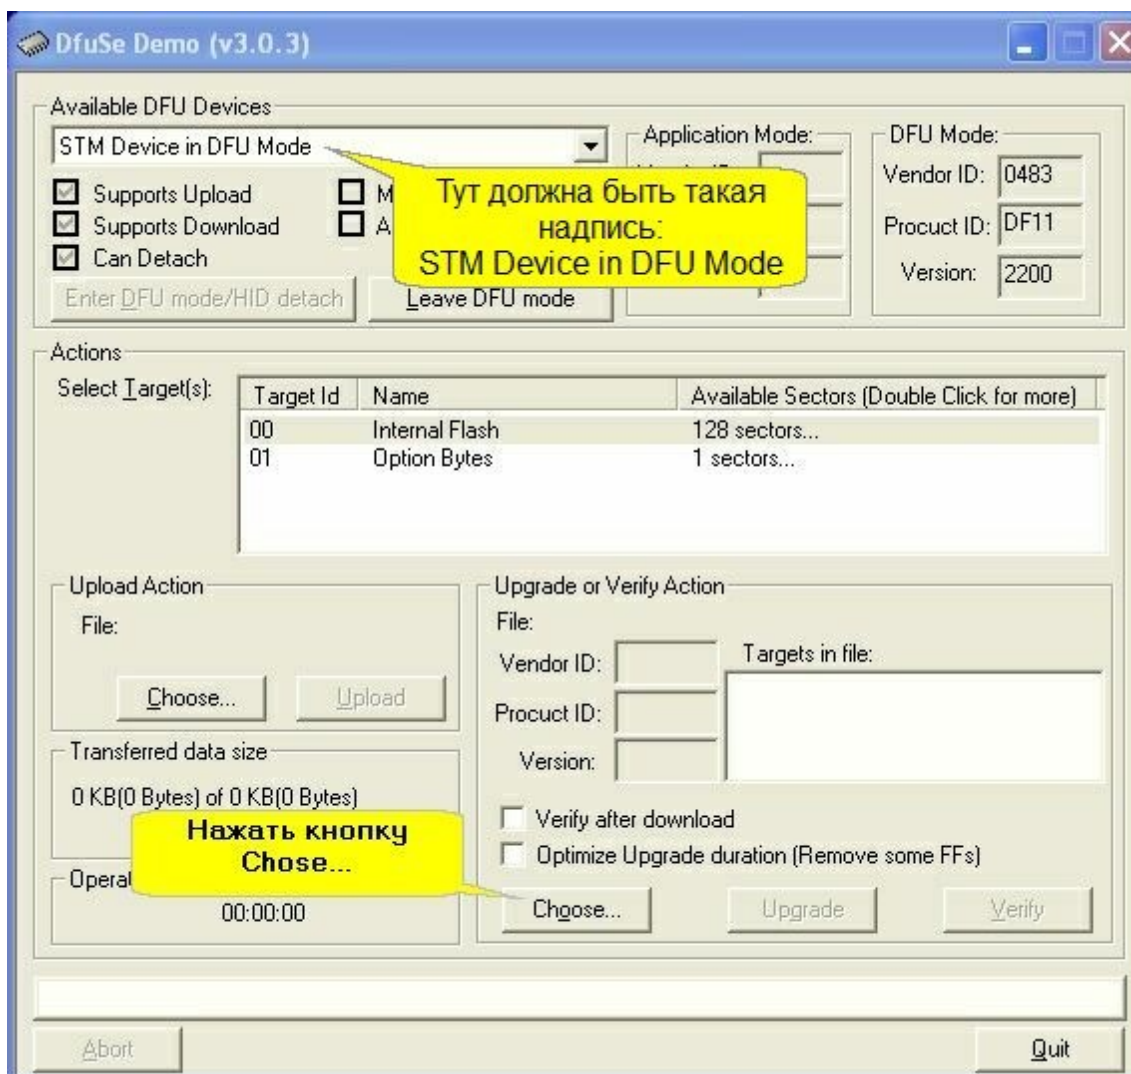 DfuSe Demo (v3.0.3)
Available DFU Devices
STM Device in DFU Mode
Supports Upload
Supports Download
Can Detach
M
A
Enter DFU mode/HID detach
Leave DFU mode
Application Mode:
DFU Mode:
Vendor ID: 0483
Procuct ID: DF11
Version: 2200
Тут должна быть такая
надпись:
STM Device in DFU Mode
Actions
Select Target(s):
Target Id Name Available Sectors (Double Click for more)
00 Internal Flash 128 sectors...
01 Option Bytes 1 sectors...
Upload Action
File:
Choose... Upload
Transferred data size
0 KB(0 Bytes) of 0 KB(0 Bytes)
Нажать кнопку
Chose...
Operat
00:00:00
Upgrade or Verify Action
File:
Vendor ID:
Procuct ID:
Version:
Targets in file:
Verify after download
Optimize Upgrade duration (Remove some FFs)
Choose... Upgrade Verify
Abort Quit